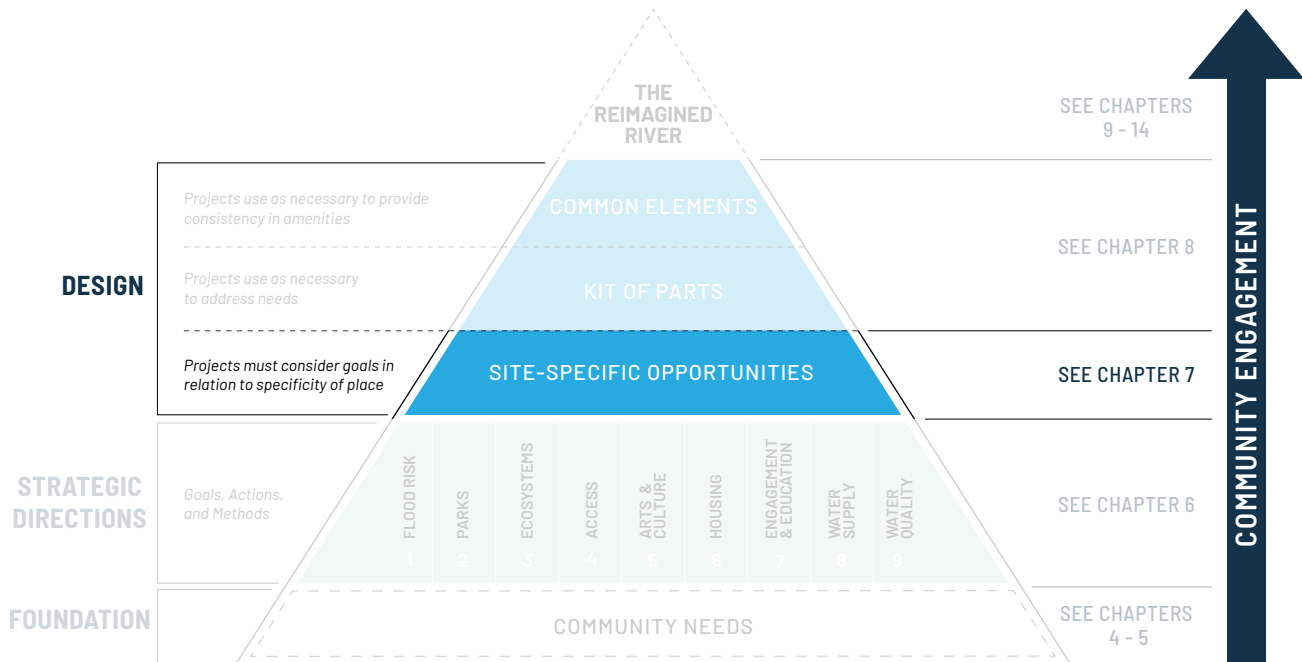 THE
REIMAGINED
RIVER
SEE CHAPTERS
9 - 14
DESIGN
Projects use as necessary to provide
consistency in amenities
COMMON ELEMENTS
SEE CHAPTER 8
Projects use as necessary
to address needs
KIT OF PARTS
Projects must consider goals in
relation to specificity of place
SITE-SPECIFIC OPPORTUNITIES
SEE CHAPTER 7
STRATEGIC
DIRECTIONS
Goals, Actions,
and Methods
FLOOD RISK
1
PARKS
2
ECOSYSTEMS
3
ACCESS
4
ARTS &
CULTURE
5
HOUSING
6
ENGAGEMENT
& EDUCATION
7
WATER
SUPPLY
8
WATER
QUALITY
9
SEE CHAPTER 6
FOUNDATION
COMMUNITY NEEDS
SEE CHAPTERS
4 - 5
COMMUNITY ENGAGEMENT